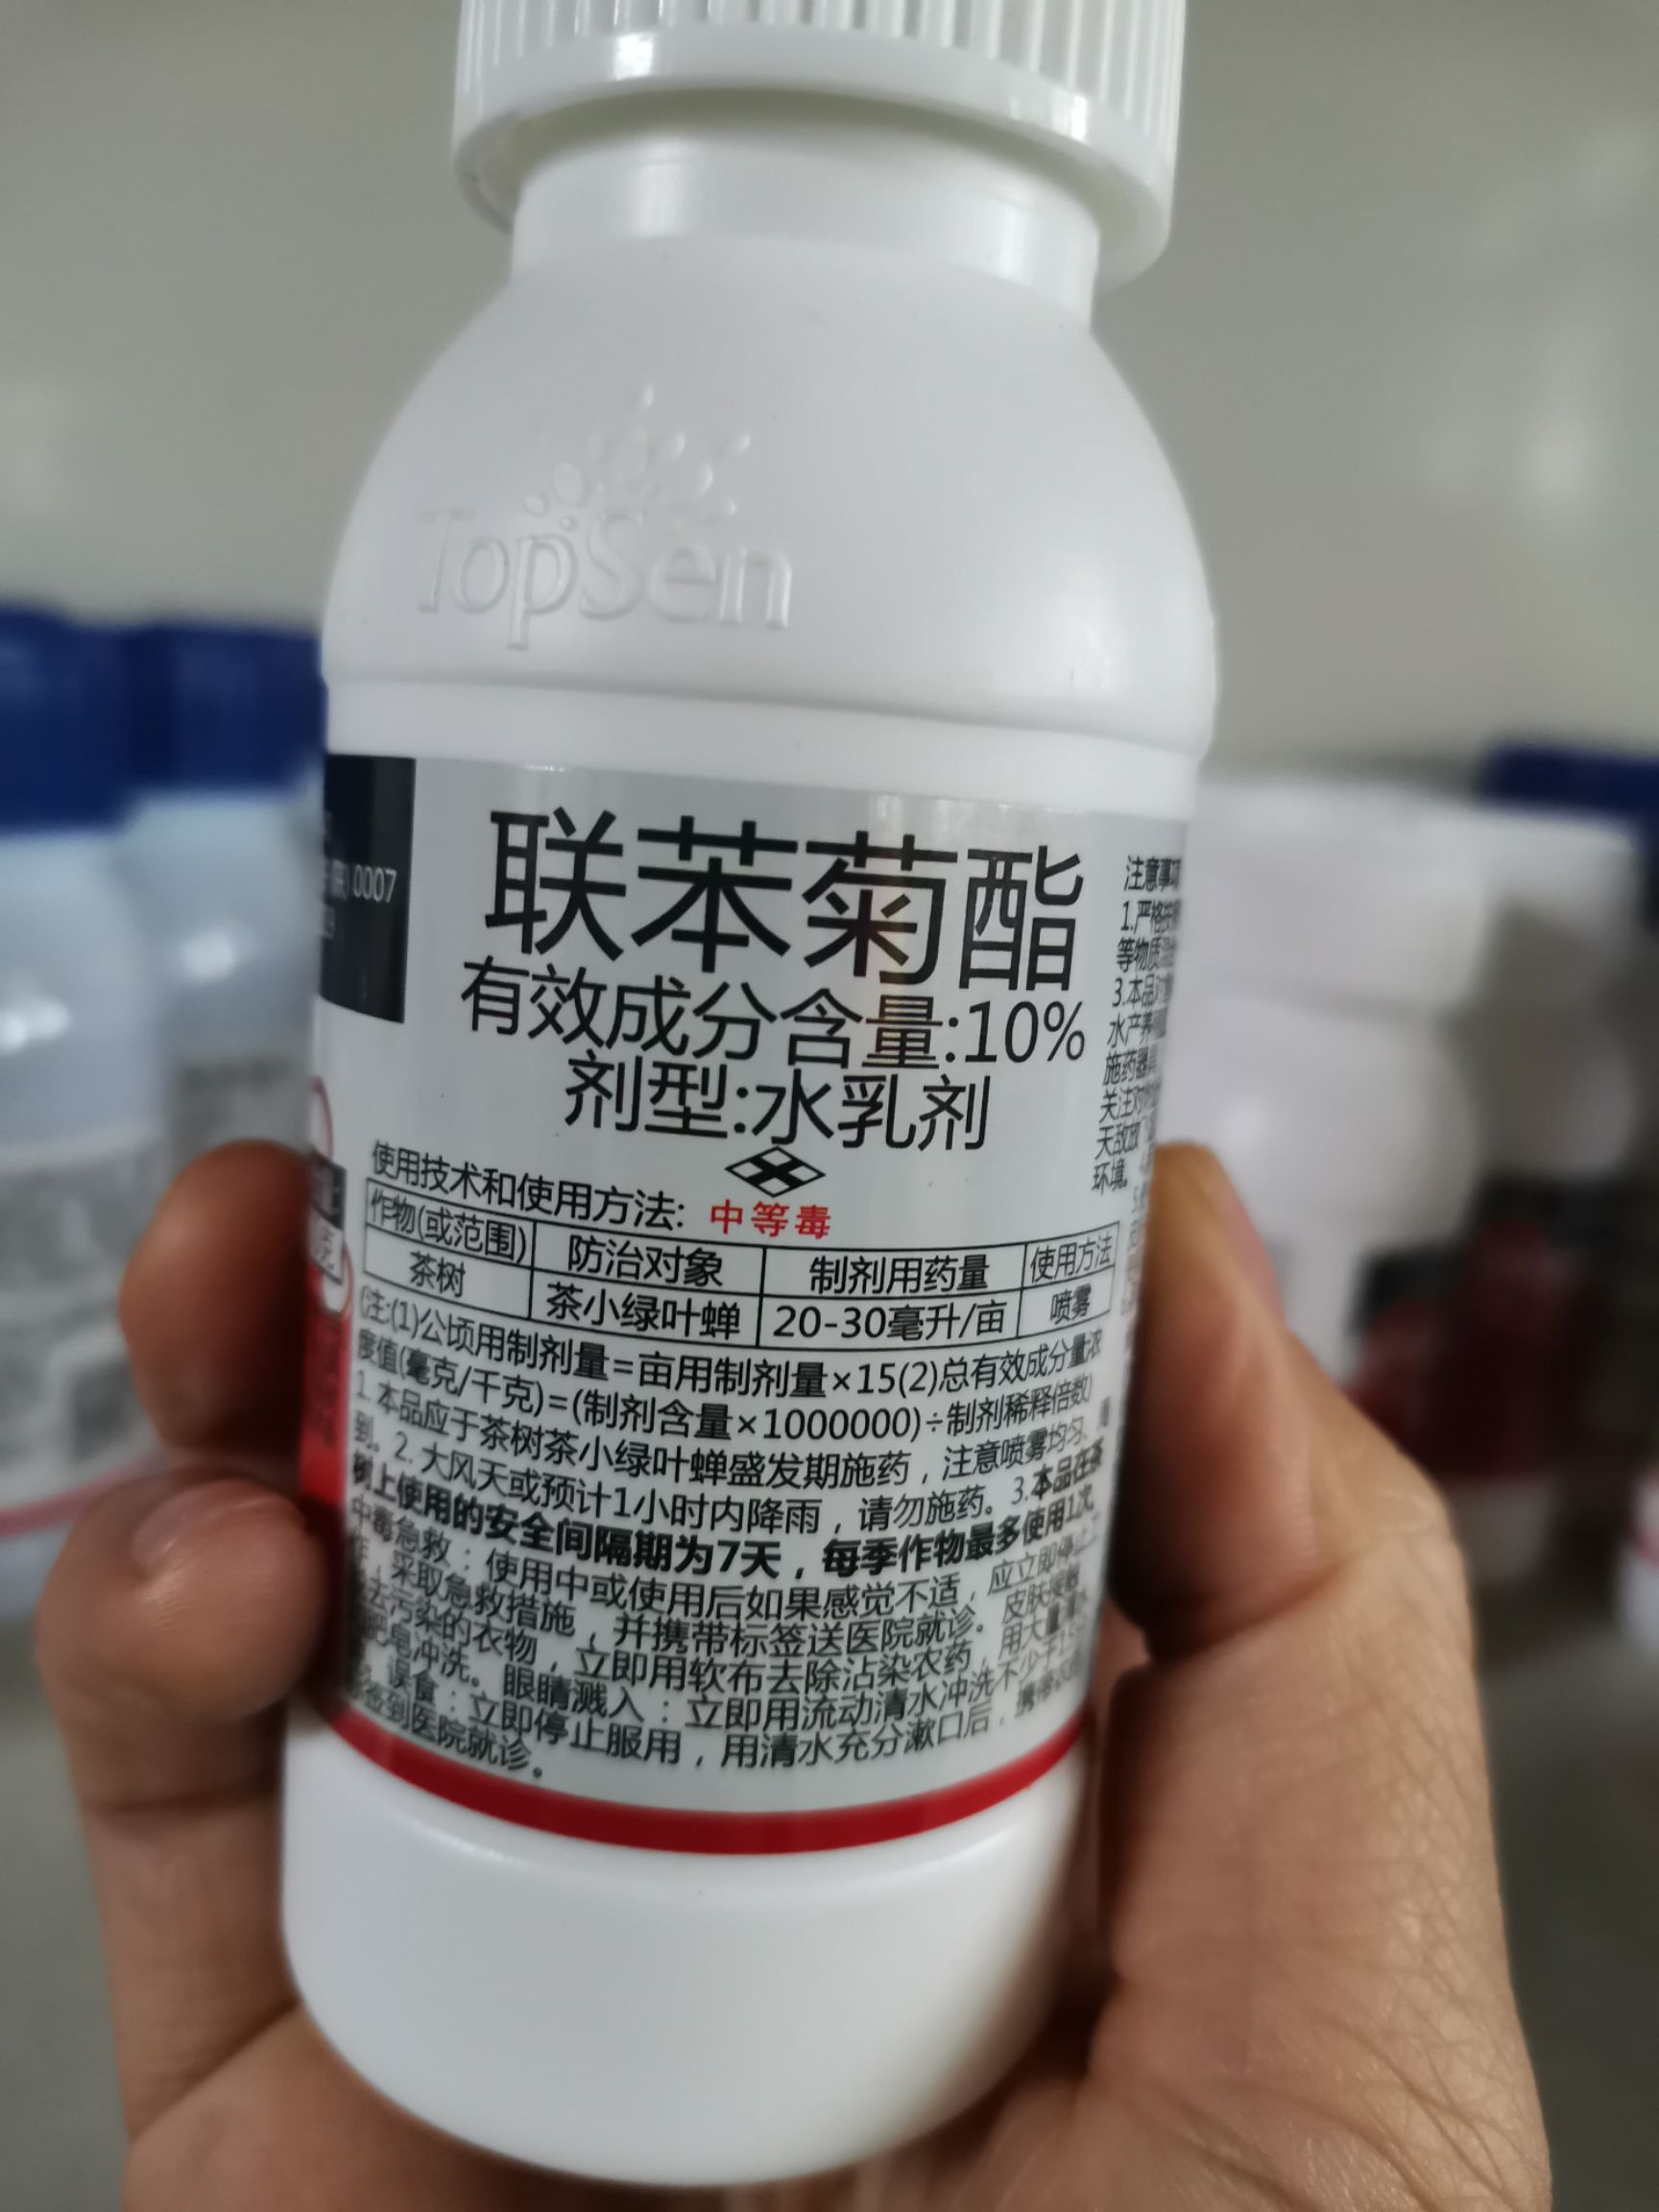 TopSen
0007
联苯菊酯
有效成分含量:10%
剂型:水乳剂
使用技术和使用方法:
中等毒
作物(或范围) 防治对象 制剂用药量 使用方法
茶树 茶小绿叶蝉 20-30毫升/亩 喷雾
(注:(1)公顷用制剂量=亩用制剂量×15(2)总有效成分量浓
度值(毫克/千克)=(制剂含量×1000000)÷制剂稀释倍数)
1.本品应于茶树茶小绿叶蝉盛发期施药，注意喷雾均匀、周
到。2.大风天或预计1小时内降雨，请勿施药。3.本品在茶
树上使用的安全间隔期为7天，每季作物最多使用1次。
中毒急救：使用中或使用后如果感觉不适，应立即停止工
作，采取急救措施，并携带标签送医院就诊。皮肤接触
去污染的衣物，立即用软布去除沾染农药，用大量清水
肥皂冲洗。眼睛溅入：立即用流动清水冲洗不少于15
误食：立即停止服用，用清水充分漱口后，携带
签到医院就诊。
注意事项
1.严格按
等物质
3.本品对
水产养
施药器具
关注对
天敌
环境。